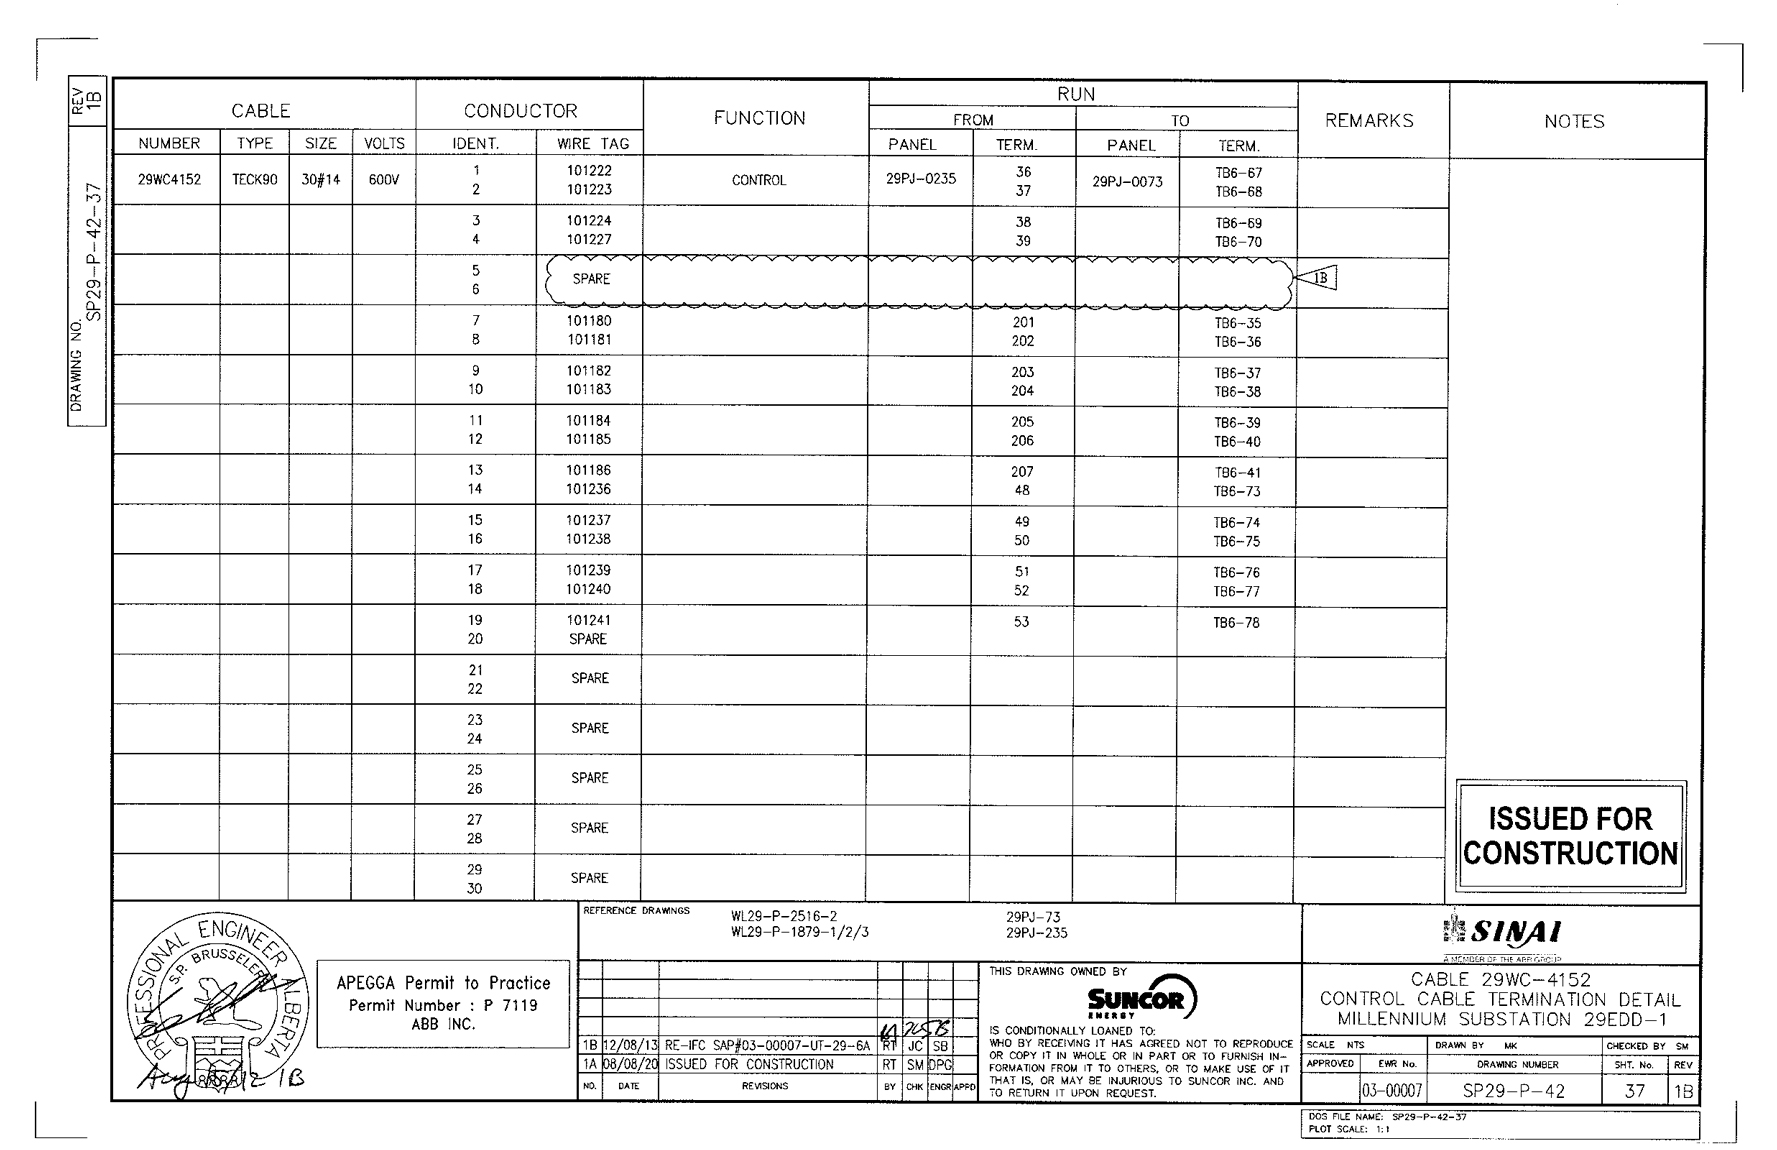 REV
1B
DRAWING NO.
SP29-P-42-37
CABLE
CONDUCTOR
FUNCTION
RUN
REMARKS
NOTES
FROM
TO
NUMBER TYPE SIZE VOLTS IDENT. WIRE TAG PANEL TERM. PANEL TERM.
29WC4152 TECK90 30#14 600V CONTROL 29PJ-0235 29PJ-0073
1 101222 36 TB6-67
2 101223 37 TB6-68
3 101224 38 TB6-69
4 101227 39 TB6-70
5
6
SPARE
1B
7 101180 201 TB6-35
8 101181 202 TB6-36
9 101182 203 TB6-37
10 101183 204 TB6-38
11 101184 205 TB6-39
12 101185 206 TB6-40
13 101186 207 TB6-41
14 101236 48 TB6-73
15 101237 49 TB6-74
16 101238 50 TB6-75
17 101239 51 TB6-76
18 101240 52 TB6-77
19 101241 53 TB6-78
20 SPARE
21
22
SPARE
23
24
SPARE
25
26
SPARE
27
28
SPARE
29
30
SPARE
ISSUED FOR
CONSTRUCTION
PROFESSIONAL ENGINEER
ALBERTA
S.P. BRUSSELER
Aug 12 1B
APEGGA Permit to Practice
Permit Number : P 7119
ABB INC.
REFERENCE DRAWINGS
WL29-P-2516-2 29PJ-73
WL29-P-1879-1/2/3 29PJ-235
1B 12/08/13 RE-IFC SAP#03-00007-UT-29-6A RT JC SB
1A 08/08/20 ISSUED FOR CONSTRUCTION RT SM DPG
NO. DATE REVISIONS BY CHK ENGR APPD
THIS DRAWING OWNED BY
SUNCOR
ENERGY
IS CONDITIONALLY LOANED TO:
WHO BY RECEIVING IT HAS AGREED NOT TO REPRODUCE
OR COPY IT IN WHOLE OR IN PART OR TO FURNISH IN-
FORMATION FROM IT TO OTHERS, OR TO MAKE USE OF IT
THAT IS, OR MAY BE INJURIOUS TO SUNCOR INC. AND
TO RETURN IT UPON REQUEST.
SINAI
A MEMBER OF THE ABB GROUP
CABLE 29WC-4152
CONTROL CABLE TERMINATION DETAIL
MILLENNIUM SUBSTATION 29EDD-1
SCALE NTS DRAWN BY MK CHECKED BY SM
APPROVED EWR No. DRAWING NUMBER SHT. No. REV
03-00007 SP29-P-42 37 1B
DOS FILE NAME: SP29-P-42-37
PLOT SCALE: 1:1